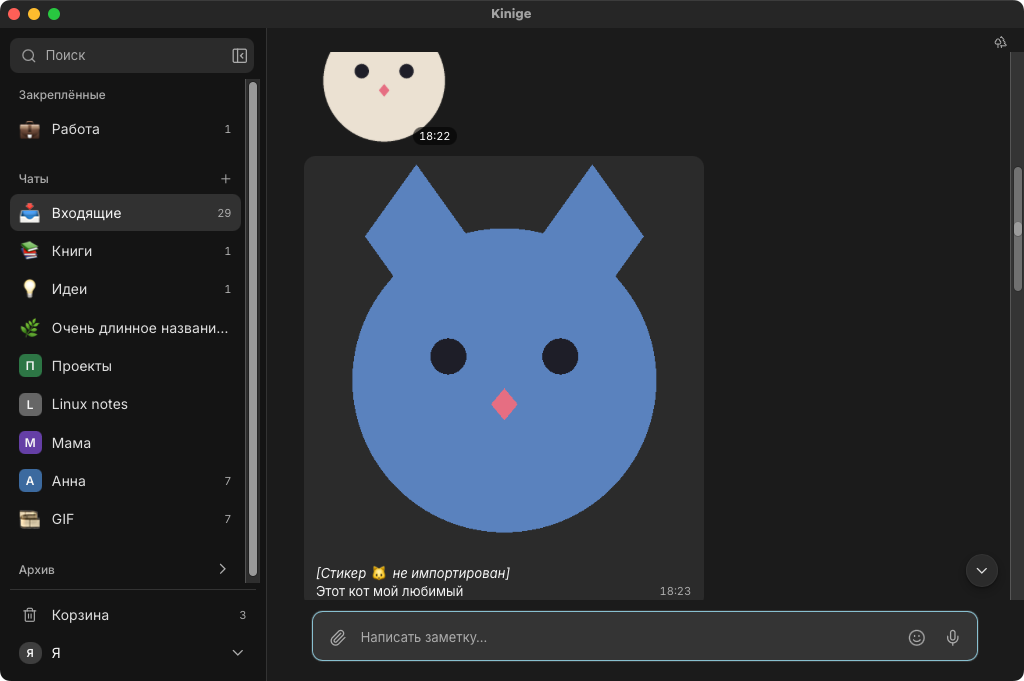 Kinige
Поиск
Закреплённые
Работа 1
Чаты
Входящие 29
Книги 1
Идеи 1
Очень длинное названи...
П Проекты
L Linux notes
М Мама
А Анна 7
GIF 7
Архив
Корзина 3
Я Я
18:22
[Стикер 🐱 не импортирован]
Этот кот мой любимый 18:23
Написать заметку...